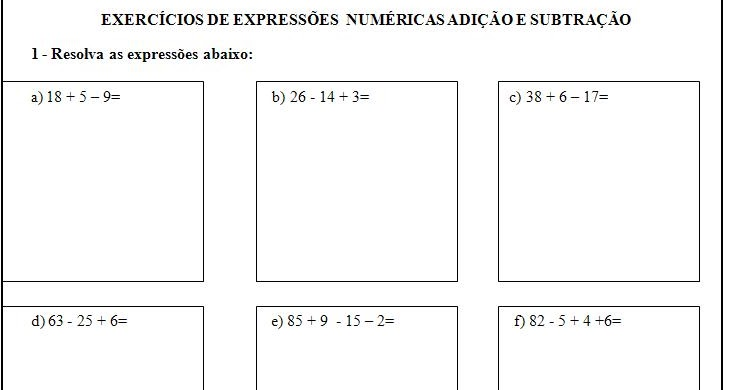 EXERCÍCIOS DE EXPRESSÕES NUMÉRICAS ADIÇÃO E SUBTRAÇÃO
1 - Resolva as expressões abaixo:
a) 18 + 5 – 9=
b) 26 - 14 + 3=
c) 38 + 6 – 17=
d) 63 - 25 + 6=
e) 85 + 9 - 15 – 2=
f) 82 - 5 + 4 +6=